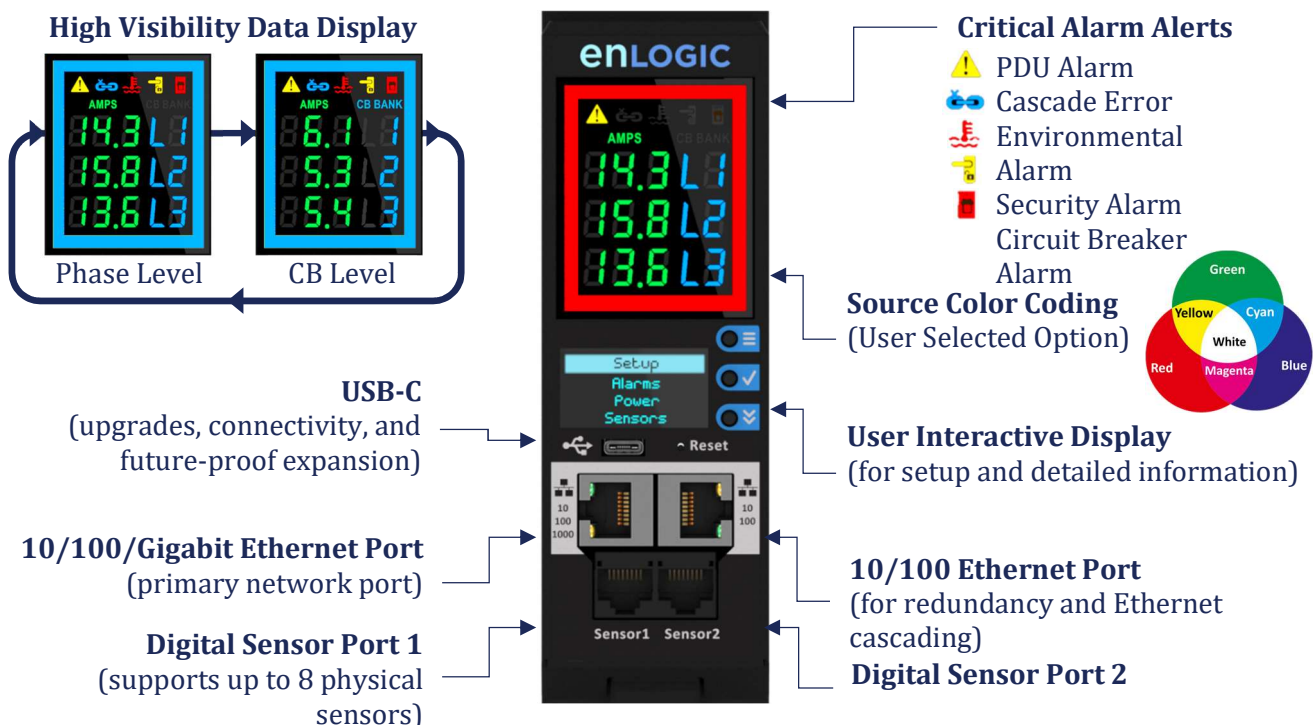 High Visibility Data Display
AMPS CB BANK
14.3 L1
15.8 L2
13.6 L3
Phase Level
AMPS CB BANK
6.1 1
5.3 2
5.4 3
CB Level
enLOGIC
AMPS CB BANK
14.3 L1
15.8 L2
13.6 L3
Setup
Alarms
Power
Sensors
Reset
10
100
1000
10
100
Sensor1 Sensor2
USB-C
(upgrades, connectivity, and
future-proof expansion)
10/100/Gigabit Ethernet Port
(primary network port)
Digital Sensor Port 1
(supports up to 8 physical
sensors)
Critical Alarm Alerts
PDU Alarm
Cascade Error
Environmental
Alarm
Security Alarm
Circuit Breaker
Alarm
Source Color Coding
(User Selected Option)
Green
Yellow
Cyan
White
Red
Magenta
Blue
User Interactive Display
(for setup and detailed information)
10/100 Ethernet Port
(for redundancy and Ethernet
cascading)
Digital Sensor Port 2